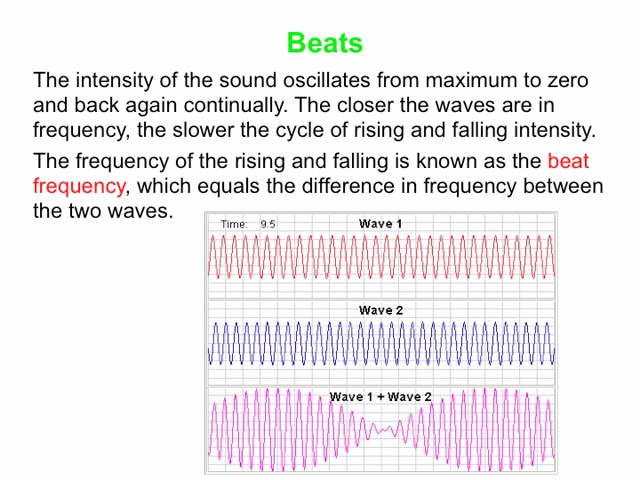 Beats
The intensity of the sound oscillates from maximum to zero
and back again continually. The closer the waves are in
frequency, the slower the cycle of rising and falling intensity.
The frequency of the rising and falling is known as the beat
frequency, which equals the difference in frequency between
the two waves.
Time: 9.5 Wave 1
Wave 2
Wave 1 + Wave 2